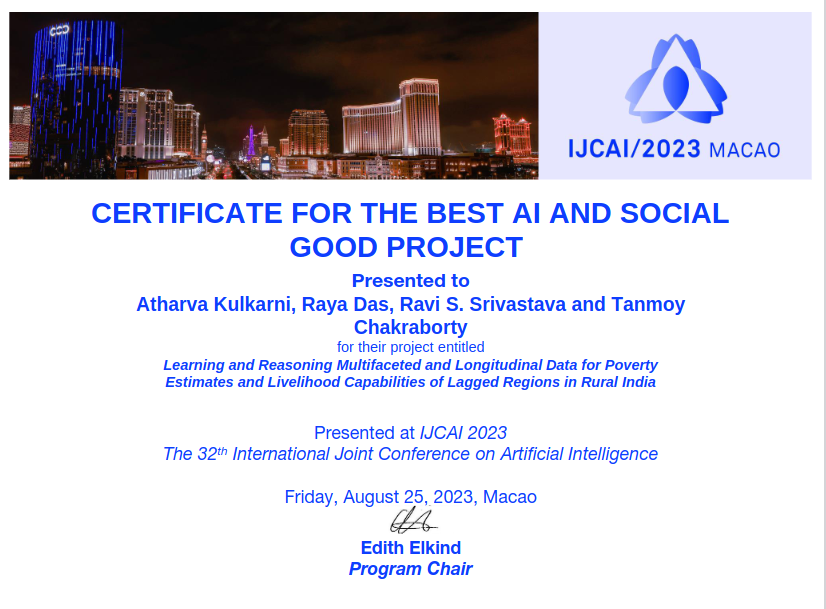 IJCAI/2023 MACAO
CERTIFICATE FOR THE BEST AI AND SOCIAL
GOOD PROJECT
Presented to
Atharva Kulkarni, Raya Das, Ravi S. Srivastava and Tanmoy
Chakraborty
for their project entitled
Learning and Reasoning Multifaceted and Longitudinal Data for Poverty
Estimates and Livelihood Capabilities of Lagged Regions in Rural India
Presented at IJCAI 2023
The 32th International Joint Conference on Artificial Intelligence
Friday, August 25, 2023, Macao
Edith Elkind
Program Chair